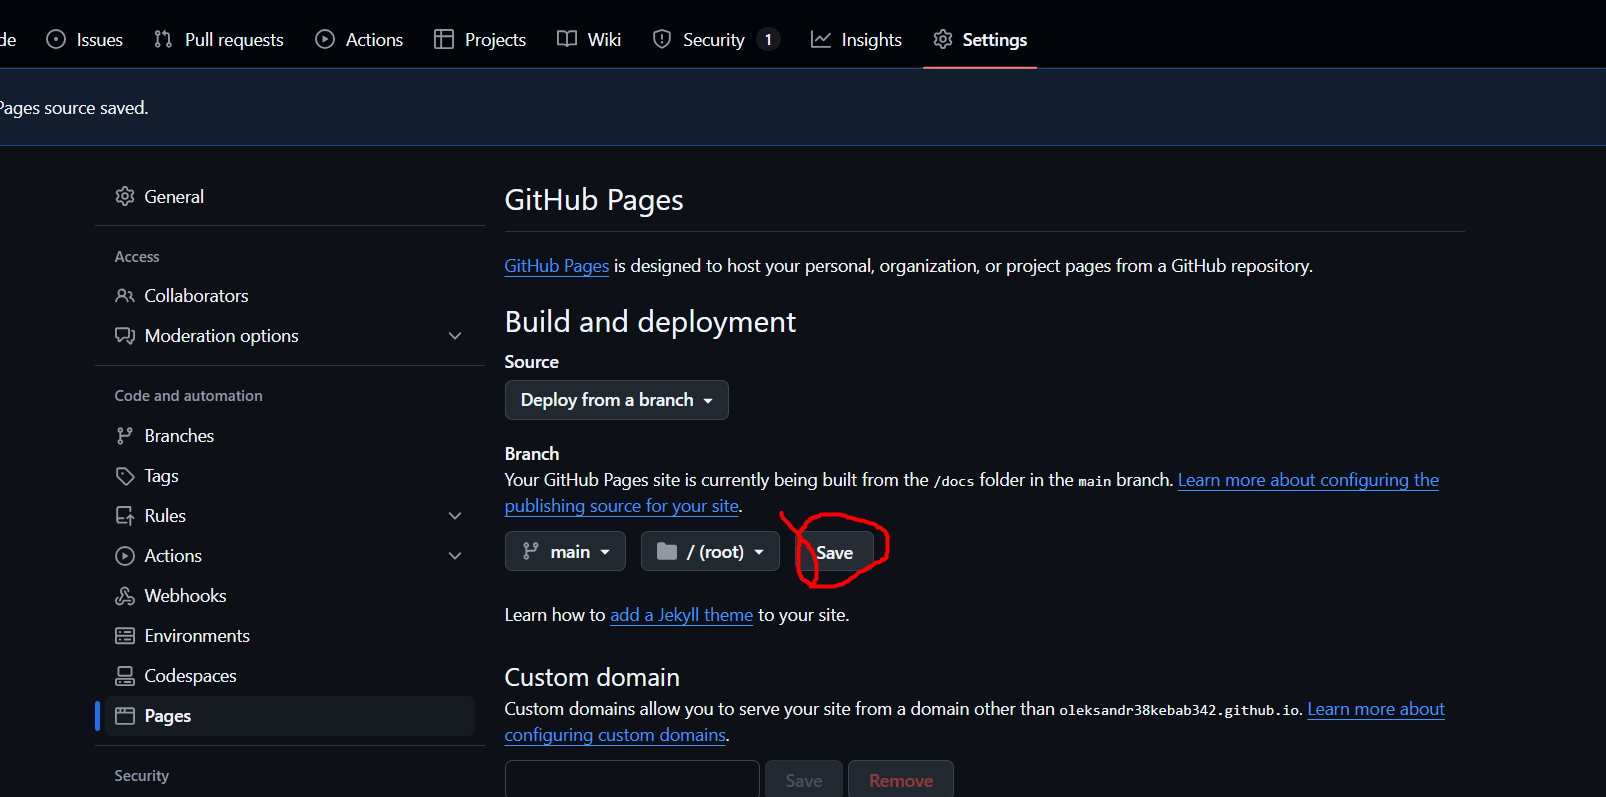 de Issues Pull requests Actions Projects Wiki Security 1 Insights Settings
Pages source saved.
General
Access
Collaborators
Moderation options
Code and automation
Branches
Tags
Rules
Actions
Webhooks
Environments
Codespaces
Pages
Security
GitHub Pages
GitHub Pages is designed to host your personal, organization, or project pages from a GitHub repository.
Build and deployment
Source
Deploy from a branch
Branch
Your GitHub Pages site is currently being built from the /docs folder in the main branch. Learn more about configuring the
publishing source for your site.
main / (root) Save
Learn how to add a Jekyll theme to your site.
Custom domain
Custom domains allow you to serve your site from a domain other than oleksandr38kebab342.github.io. Learn more about
configuring custom domains.
Save Remove